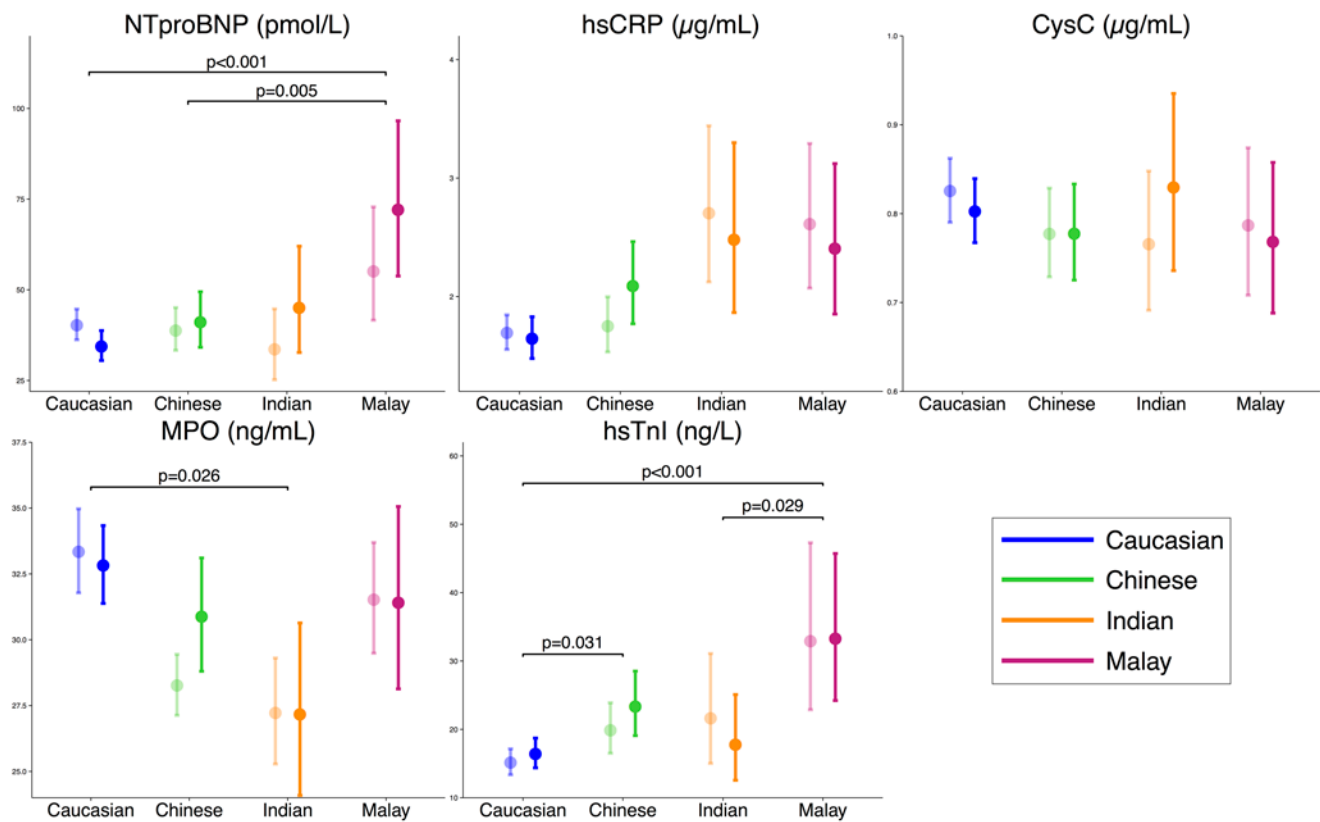 NTproBNP (pmol/L)
p<0.001
p=0.005
100
75
50
25
Caucasian Chinese Indian Malay
hsCRP (µg/mL)
4
3
2
Caucasian Chinese Indian Malay
CysC (µg/mL)
1.0
0.9
0.8
0.7
0.6
Caucasian Chinese Indian Malay
MPO (ng/mL)
37.5
p=0.026
35.0
32.5
30.0
27.5
25.0
Caucasian Chinese Indian Malay
hsTnI (ng/L)
60
p<0.001
p=0.029
50
40
p=0.031
30
20
10
Caucasian Chinese Indian Malay
Caucasian
Chinese
Indian
Malay